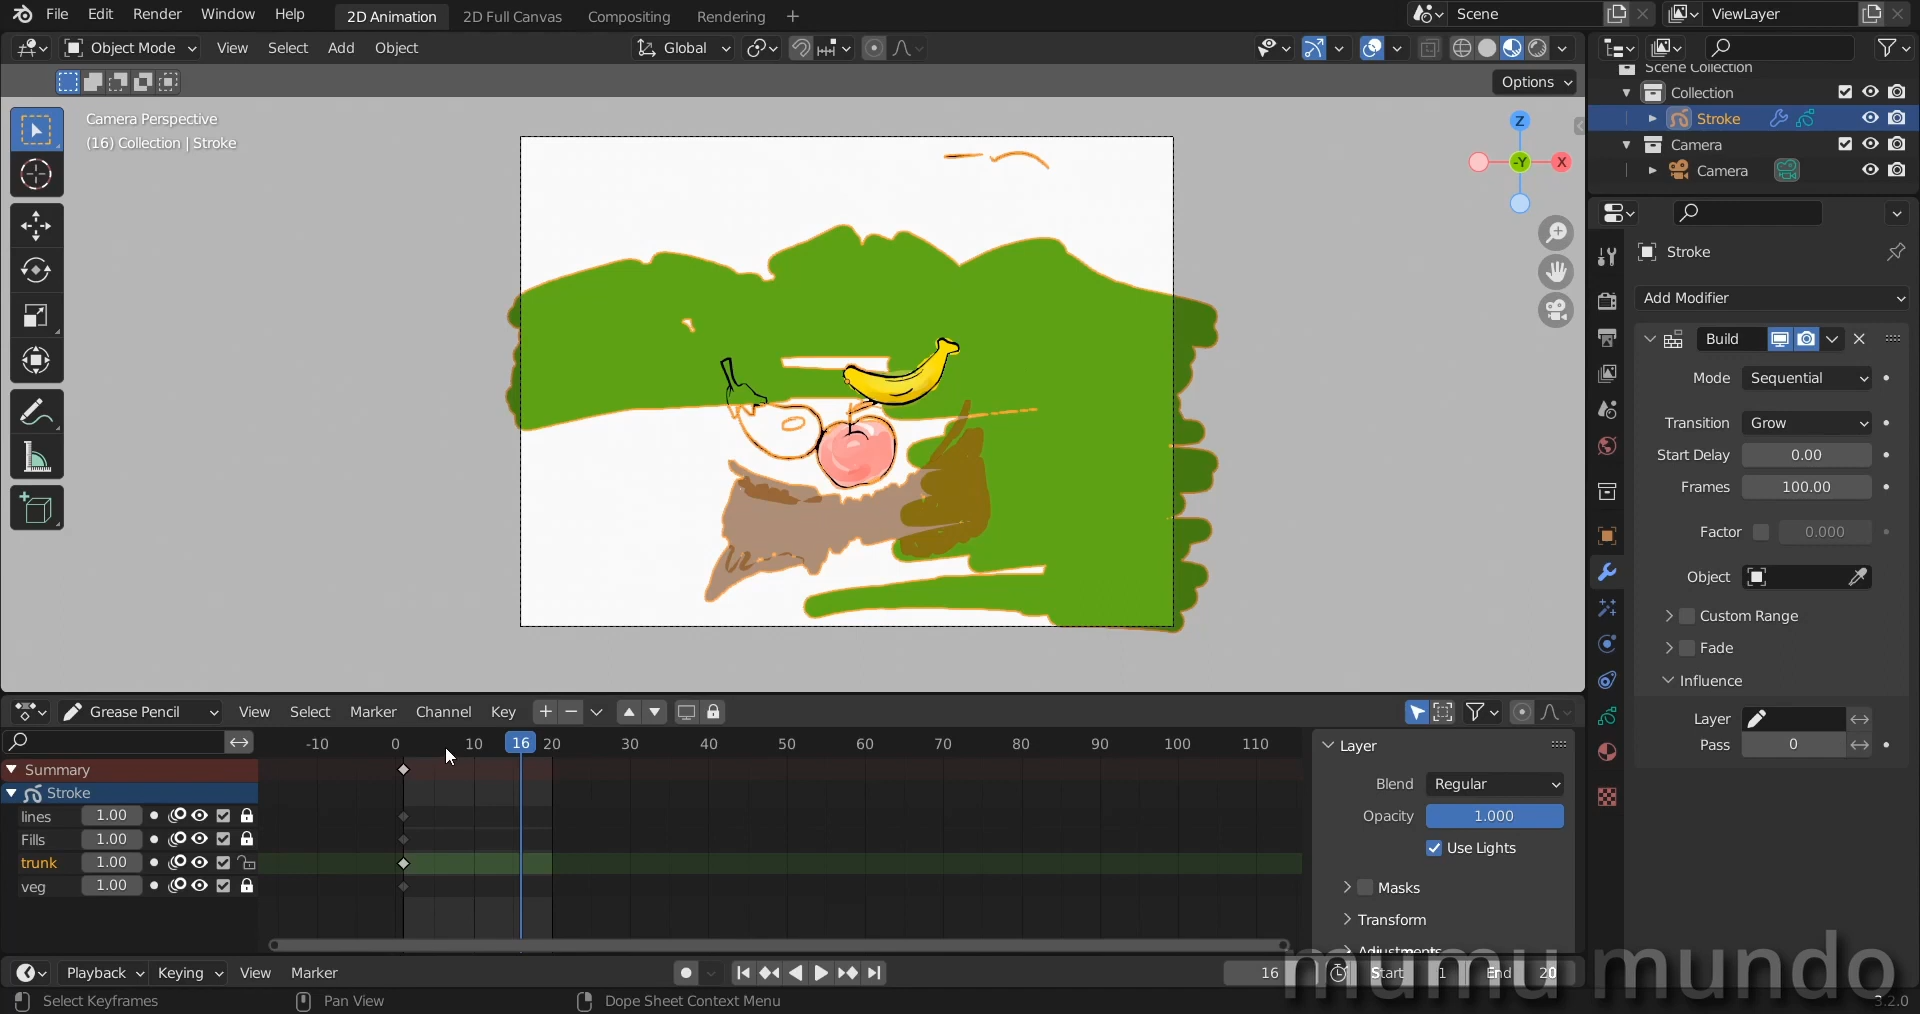 File Edit Render Window Help 2D Animation 2D Full Canvas Compositing Rendering + Scene ViewLayer
Object Mode View Select Add Object Global
Options
Scene Collection
Collection
Stroke
Camera
Camera
Camera Perspective
(16) Collection | Stroke
Z
-Y
X
Stroke
Add Modifier
Build
Mode Sequential
Transition Grow
Start Delay 0.00
Frames 100.00
Factor 0.000
Object
Custom Range
Fade
Influence
Layer
Pass 0
Grease Pencil View Select Marker Channel Key
-10 0 10 16 20 30 40 50 60 70 80 90 100 110
Summary
Stroke
lines 1.00
Fills 1.00
trunk 1.00
veg 1.00
Layer
Blend Regular
Opacity 1.000
Use Lights
Masks
Transform
Adjustments
Playback Keying View Marker 16 Start 1 End 20
mumu mundo
Select Keyframes Pan View Dope Sheet Context Menu 3.2.0